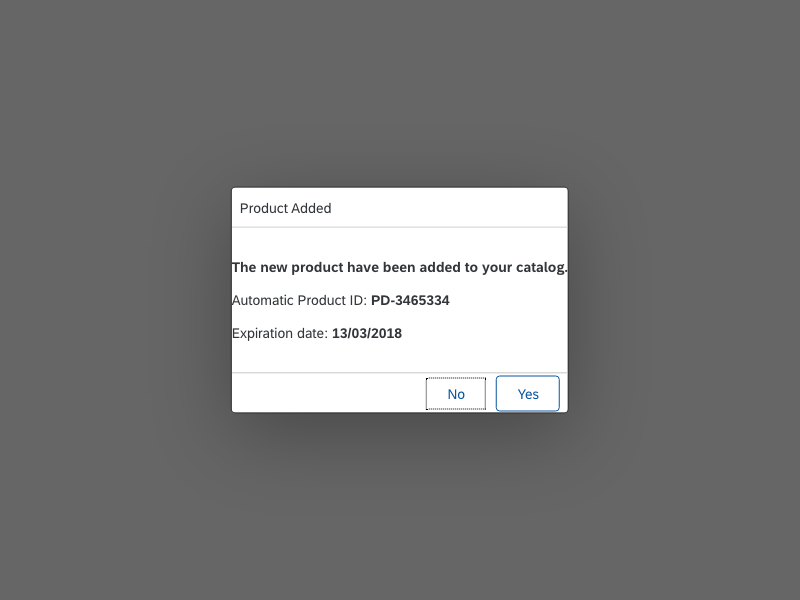 Product Added
The new product have been added to your catalog.
Automatic Product ID: PD-3465334
Expiration date: 13/03/2018
No
Yes